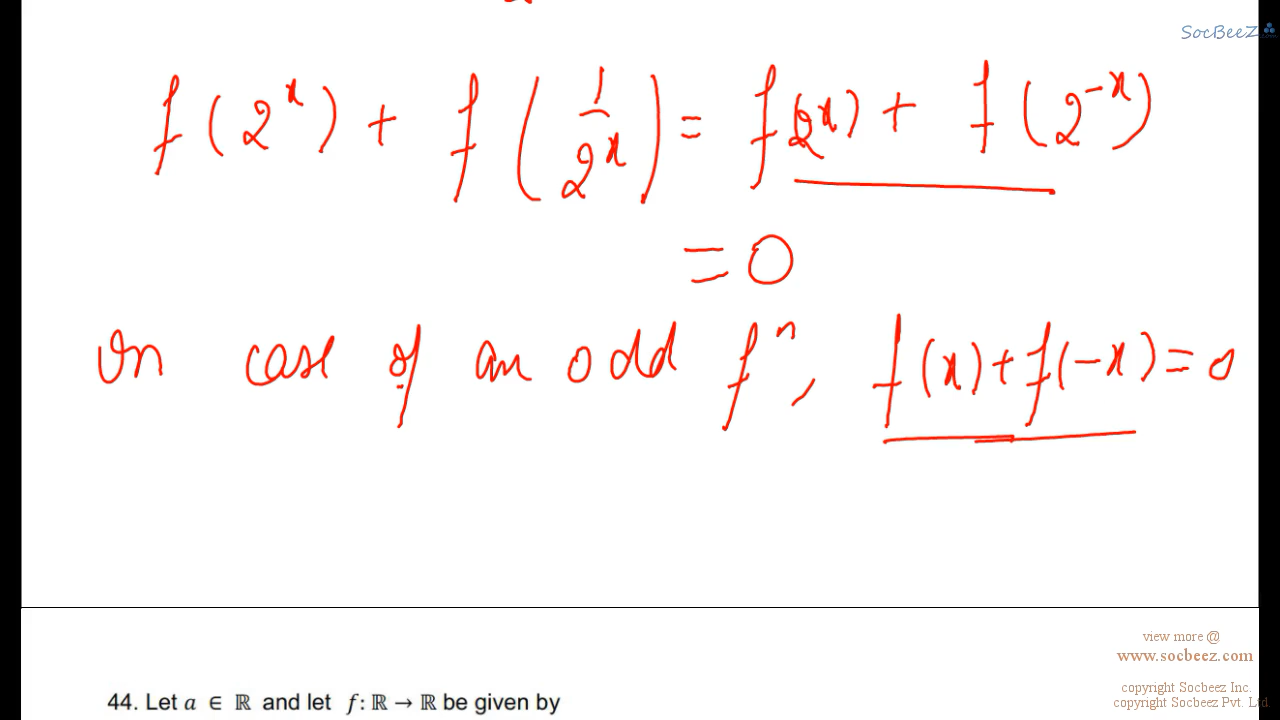 SocBeeZ.com
f(2^x) + f(1/2^x) = f(2^x) + f(2^-x)
= 0
In case of an odd f^n, f(x)+f(-x)=0
view more @
www.socbeez.com
copyright Socbeez Inc.
copyright Socbeez Pvt. Ltd.
44. Let a ∈ ℝ and let f: ℝ → ℝ be given by